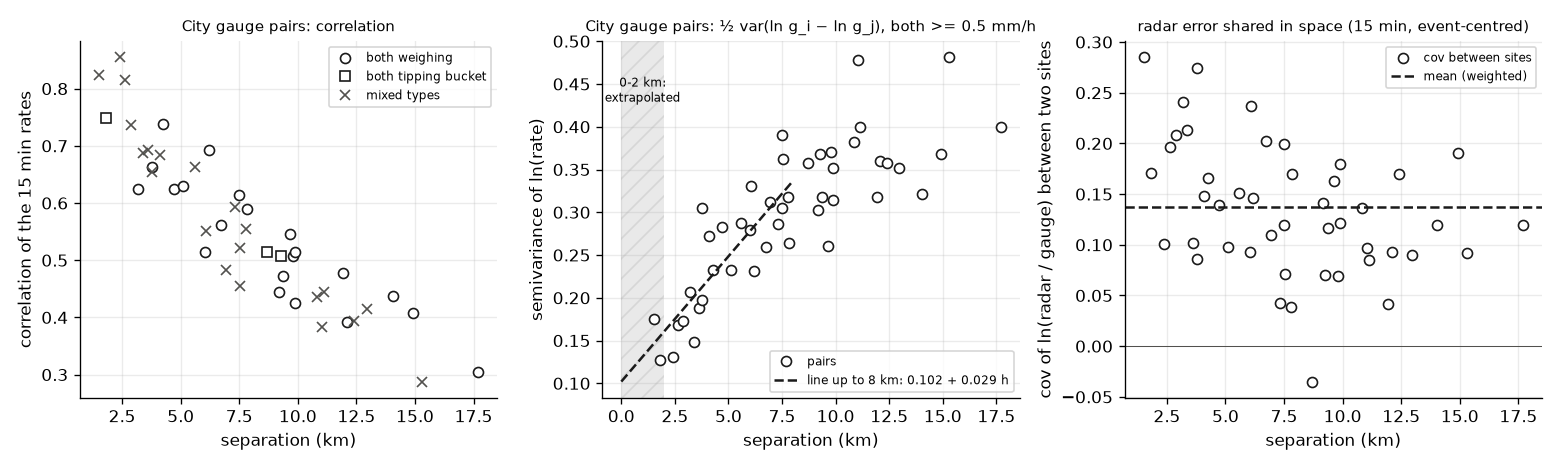 City gauge pairs: correlation
both weighing
both tipping bucket
mixed types
correlation of the 15 min rates
0.8
0.7
0.6
0.5
0.4
0.3
2.5 5.0 7.5 10.0 12.5 15.0 17.5
separation (km)
City gauge pairs: ½ var(ln g_i − ln g_j), both >= 0.5 mm/h
0-2 km:
extrapolated
pairs
line up to 8 km: 0.102 + 0.029 h
semivariance of ln(rate)
0.50
0.45
0.40
0.35
0.30
0.25
0.20
0.15
0.10
0.0 2.5 5.0 7.5 10.0 12.5 15.0 17.5
separation (km)
radar error shared in space (15 min, event-centred)
cov between sites
mean (weighted)
cov of ln(radar / gauge) between two sites
0.30
0.25
0.20
0.15
0.10
0.05
0.00
−0.05
2.5 5.0 7.5 10.0 12.5 15.0 17.5
separation (km)